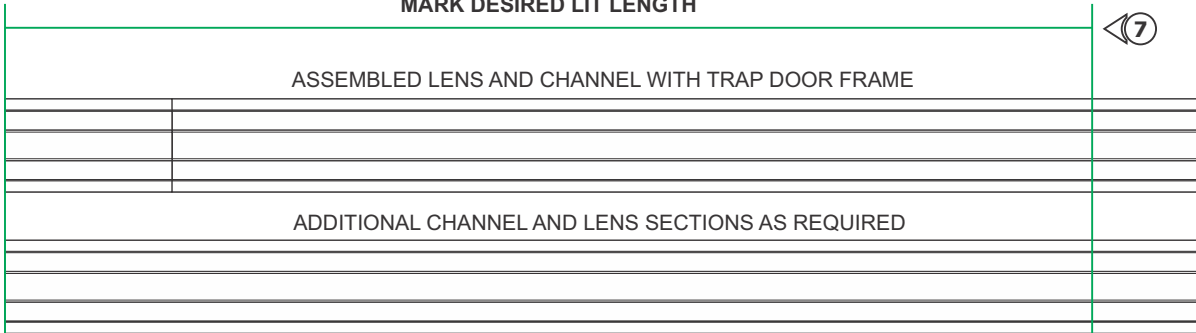 MARK DESIRED LIT LENGTH
7
ASSEMBLED LENS AND CHANNEL WITH TRAP DOOR FRAME
ADDITIONAL CHANNEL AND LENS SECTIONS AS REQUIRED